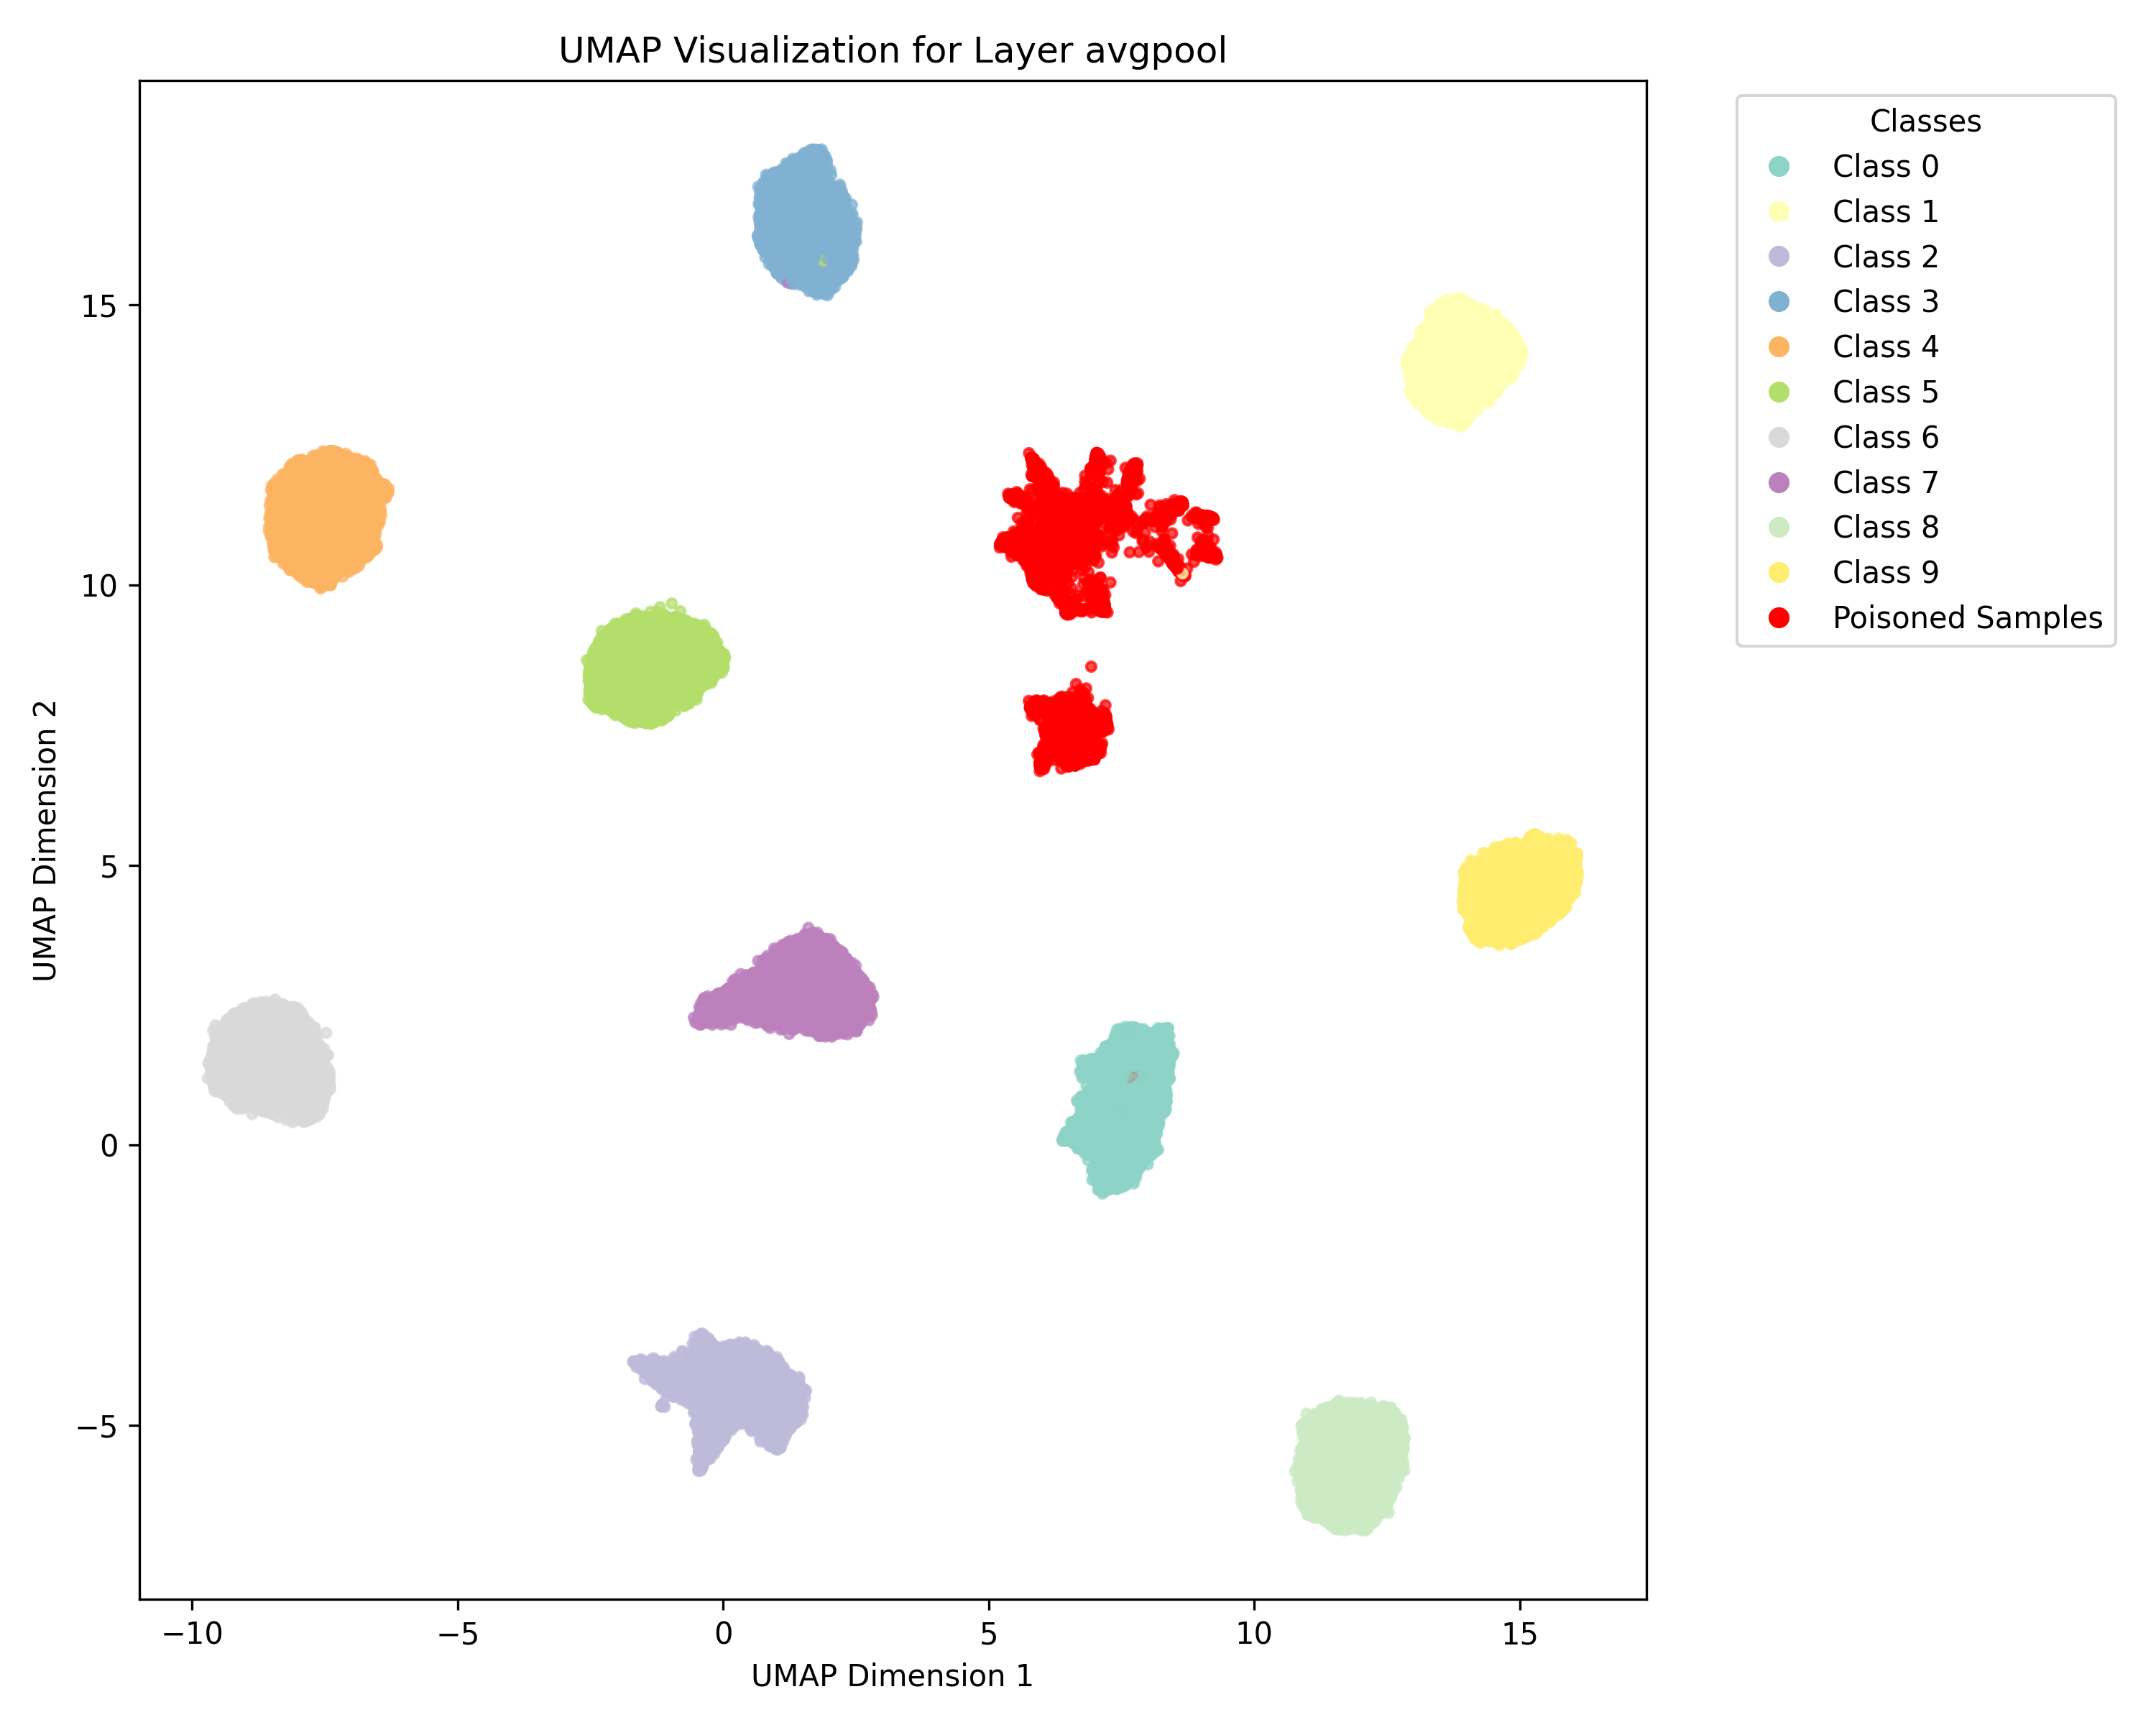 UMAP Visualization for Layer avgpool
Classes
Class 0
Class 1
Class 2
Class 3
Class 4
Class 5
Class 6
Class 7
Class 8
Class 9
Poisoned Samples
UMAP Dimension 2
15
10
5
0
−5
−10
−5
0
5
10
15
UMAP Dimension 1